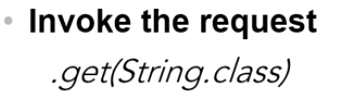 • Invoke the request
.get(String.class)